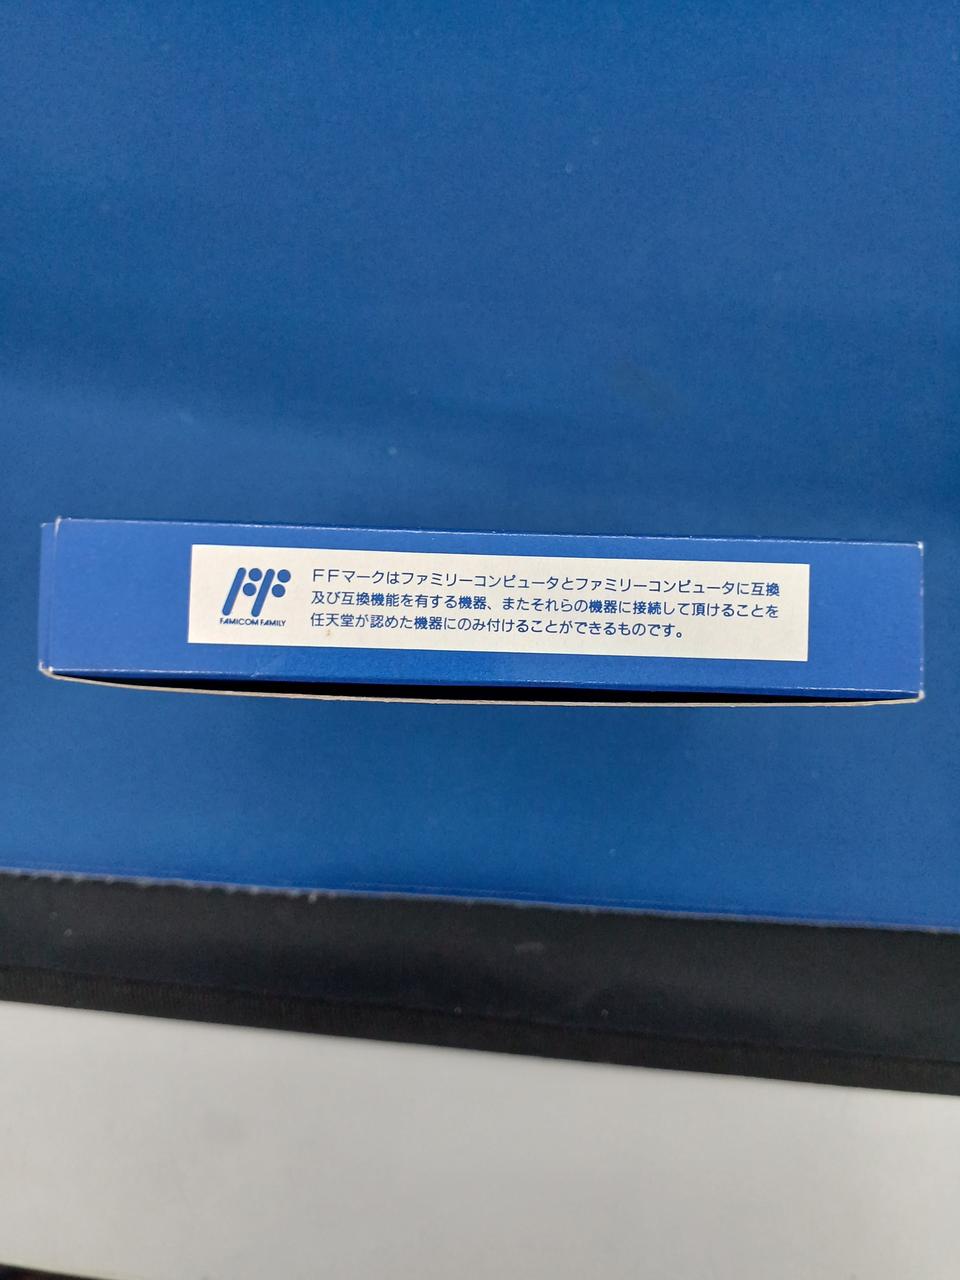 FAMICOM FAMILY
FFマークはファミリーコンピュータとファミリーコンピュータに互換
及び互換機能を有する機器、またそれらの機器に接続して頂けることを
任天堂が認めた機器にのみ付けることができるものです。